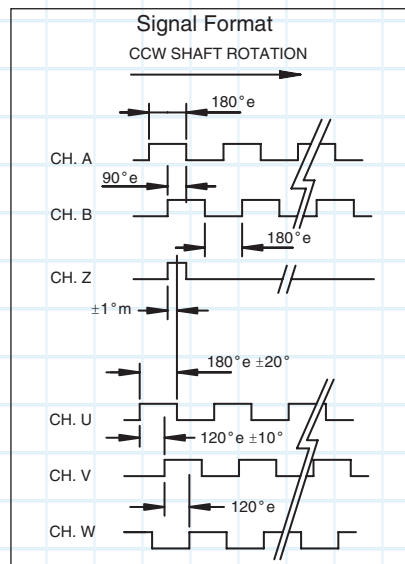 Signal Format
CCW SHAFT ROTATION
180°e
CH. A
90°e
CH. B
180°e
CH. Z
±1°m
180°e ±20°
CH. U
120°e ±10°
CH. V
120°e
CH. W